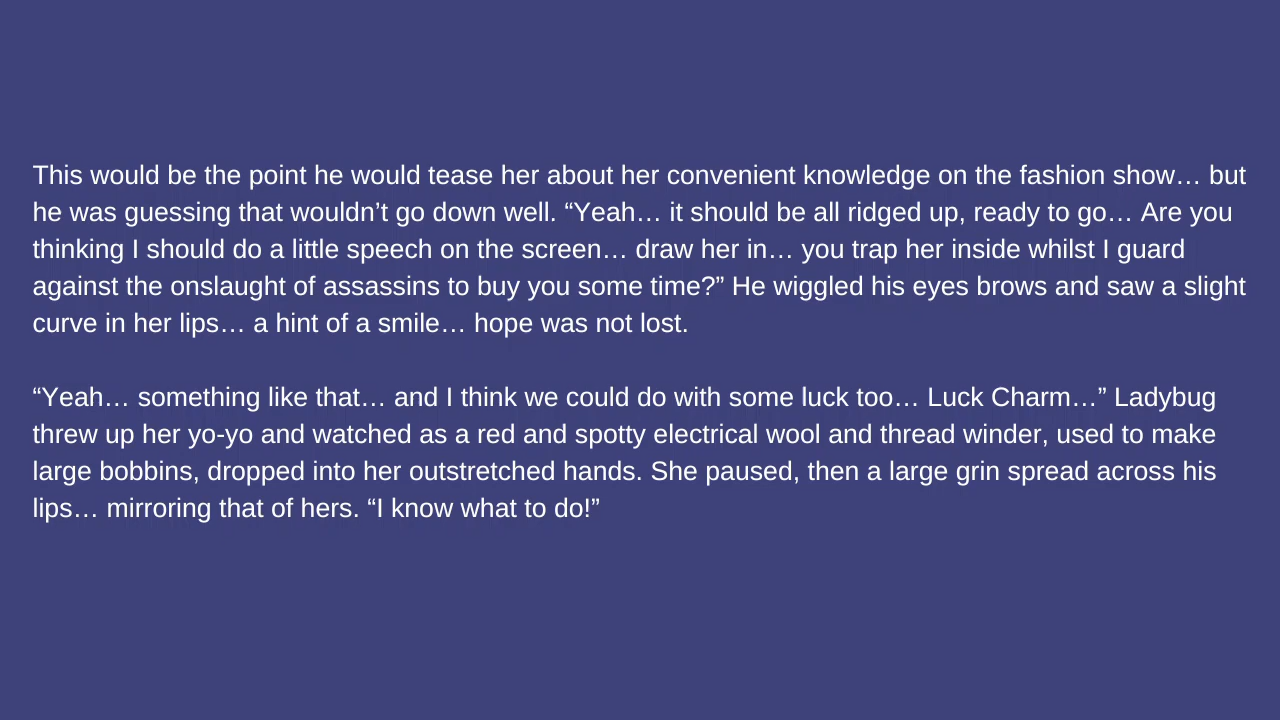 This would be the point he would tease her about her convenient knowledge on the fashion show… but
he was guessing that wouldn’t go down well. “Yeah… it should be all ridged up, ready to go… Are you
thinking I should do a little speech on the screen… draw her in… you trap her inside whilst I guard
against the onslaught of assassins to buy you some time?” He wiggled his eyes brows and saw a slight
curve in her lips… a hint of a smile… hope was not lost.
“Yeah… something like that… and I think we could do with some luck too… Luck Charm…” Ladybug
threw up her yo-yo and watched as a red and spotty electrical wool and thread winder, used to make
large bobbins, dropped into her outstretched hands. She paused, then a large grin spread across his
lips… mirroring that of hers. “I know what to do!”